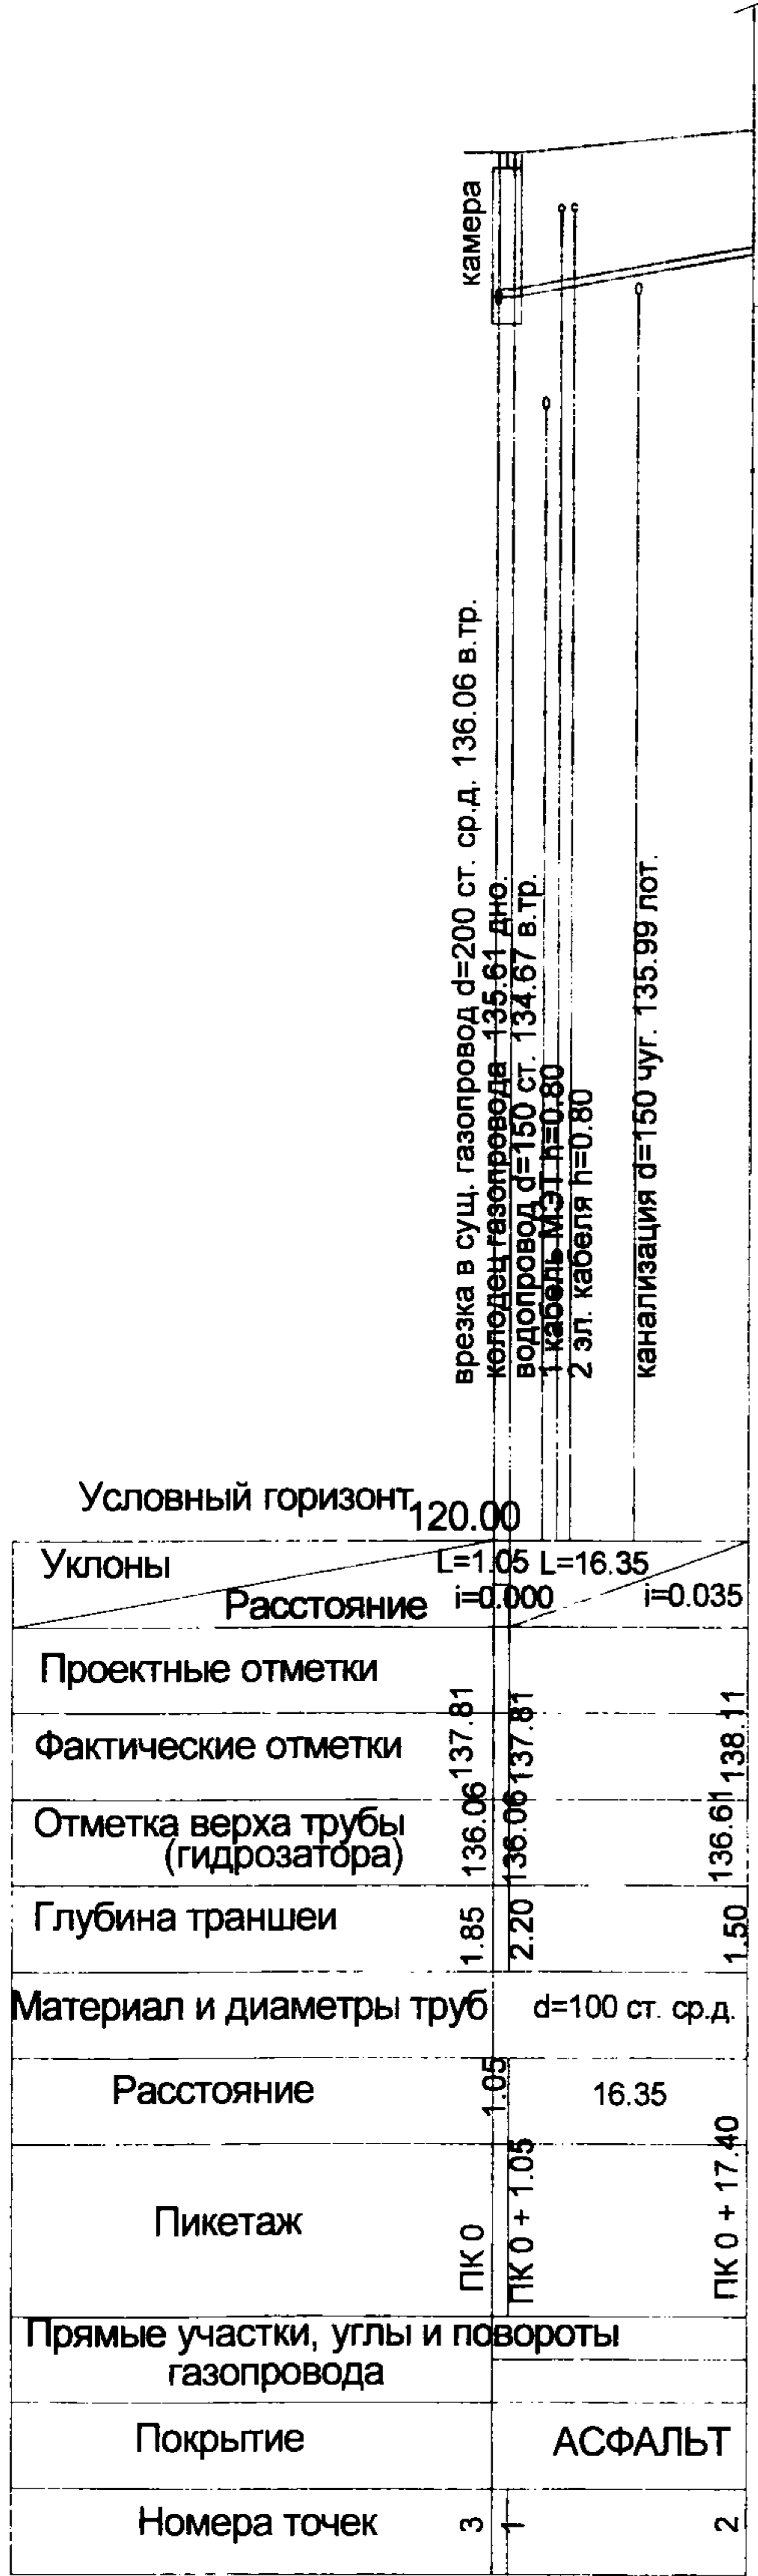 камера
врезка в сущ. газопровод d=200 ст. ср.д. 136.06 в.тр.
колодец газопровода 135.61 дно.
водопровод d=150 ст. 134.67 в.тр.
1 кабель МЭТ h=0.80
2 эл. кабеля h=0.80
канализация d=150 чуг. 135.99 лот.
Условный горизонт 120.00
Уклоны L=1.05 L=16.35
Расстояние i=0.000 i=0.035
Проектные отметки
Фактические отметки 137.81 137.81 138.11
Отметка верха трубы
(гидрозатора) 136.06 136.06 136.61
Глубина траншеи 1.85 2.20 1.50
Материал и диаметры труб d=100 ст. ср.д.
Расстояние 1.05 16.35
Пикетаж ПК 0 ПК 0 + 1.05 ПК 0 + 17.40
Прямые участки, углы и повороты
газопровода
Покрытие АСФАЛЬТ
Номера точек 3 1 2